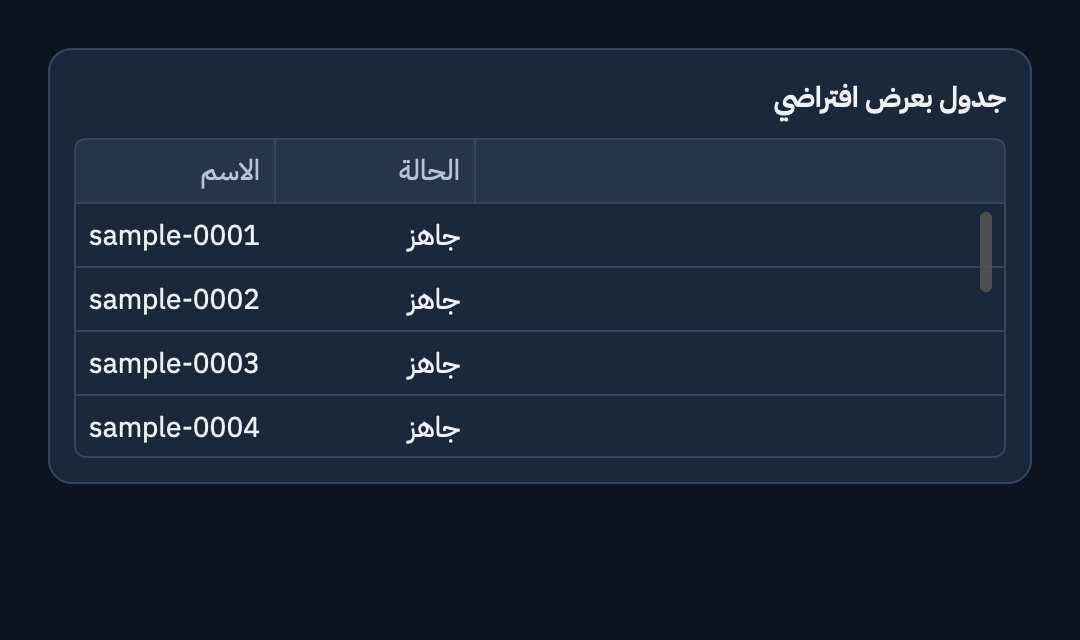 جدول بعرض افتراضي
الاسم الحالة
sample-0001 جاهز
sample-0002 جاهز
sample-0003 جاهز
sample-0004 جاهز